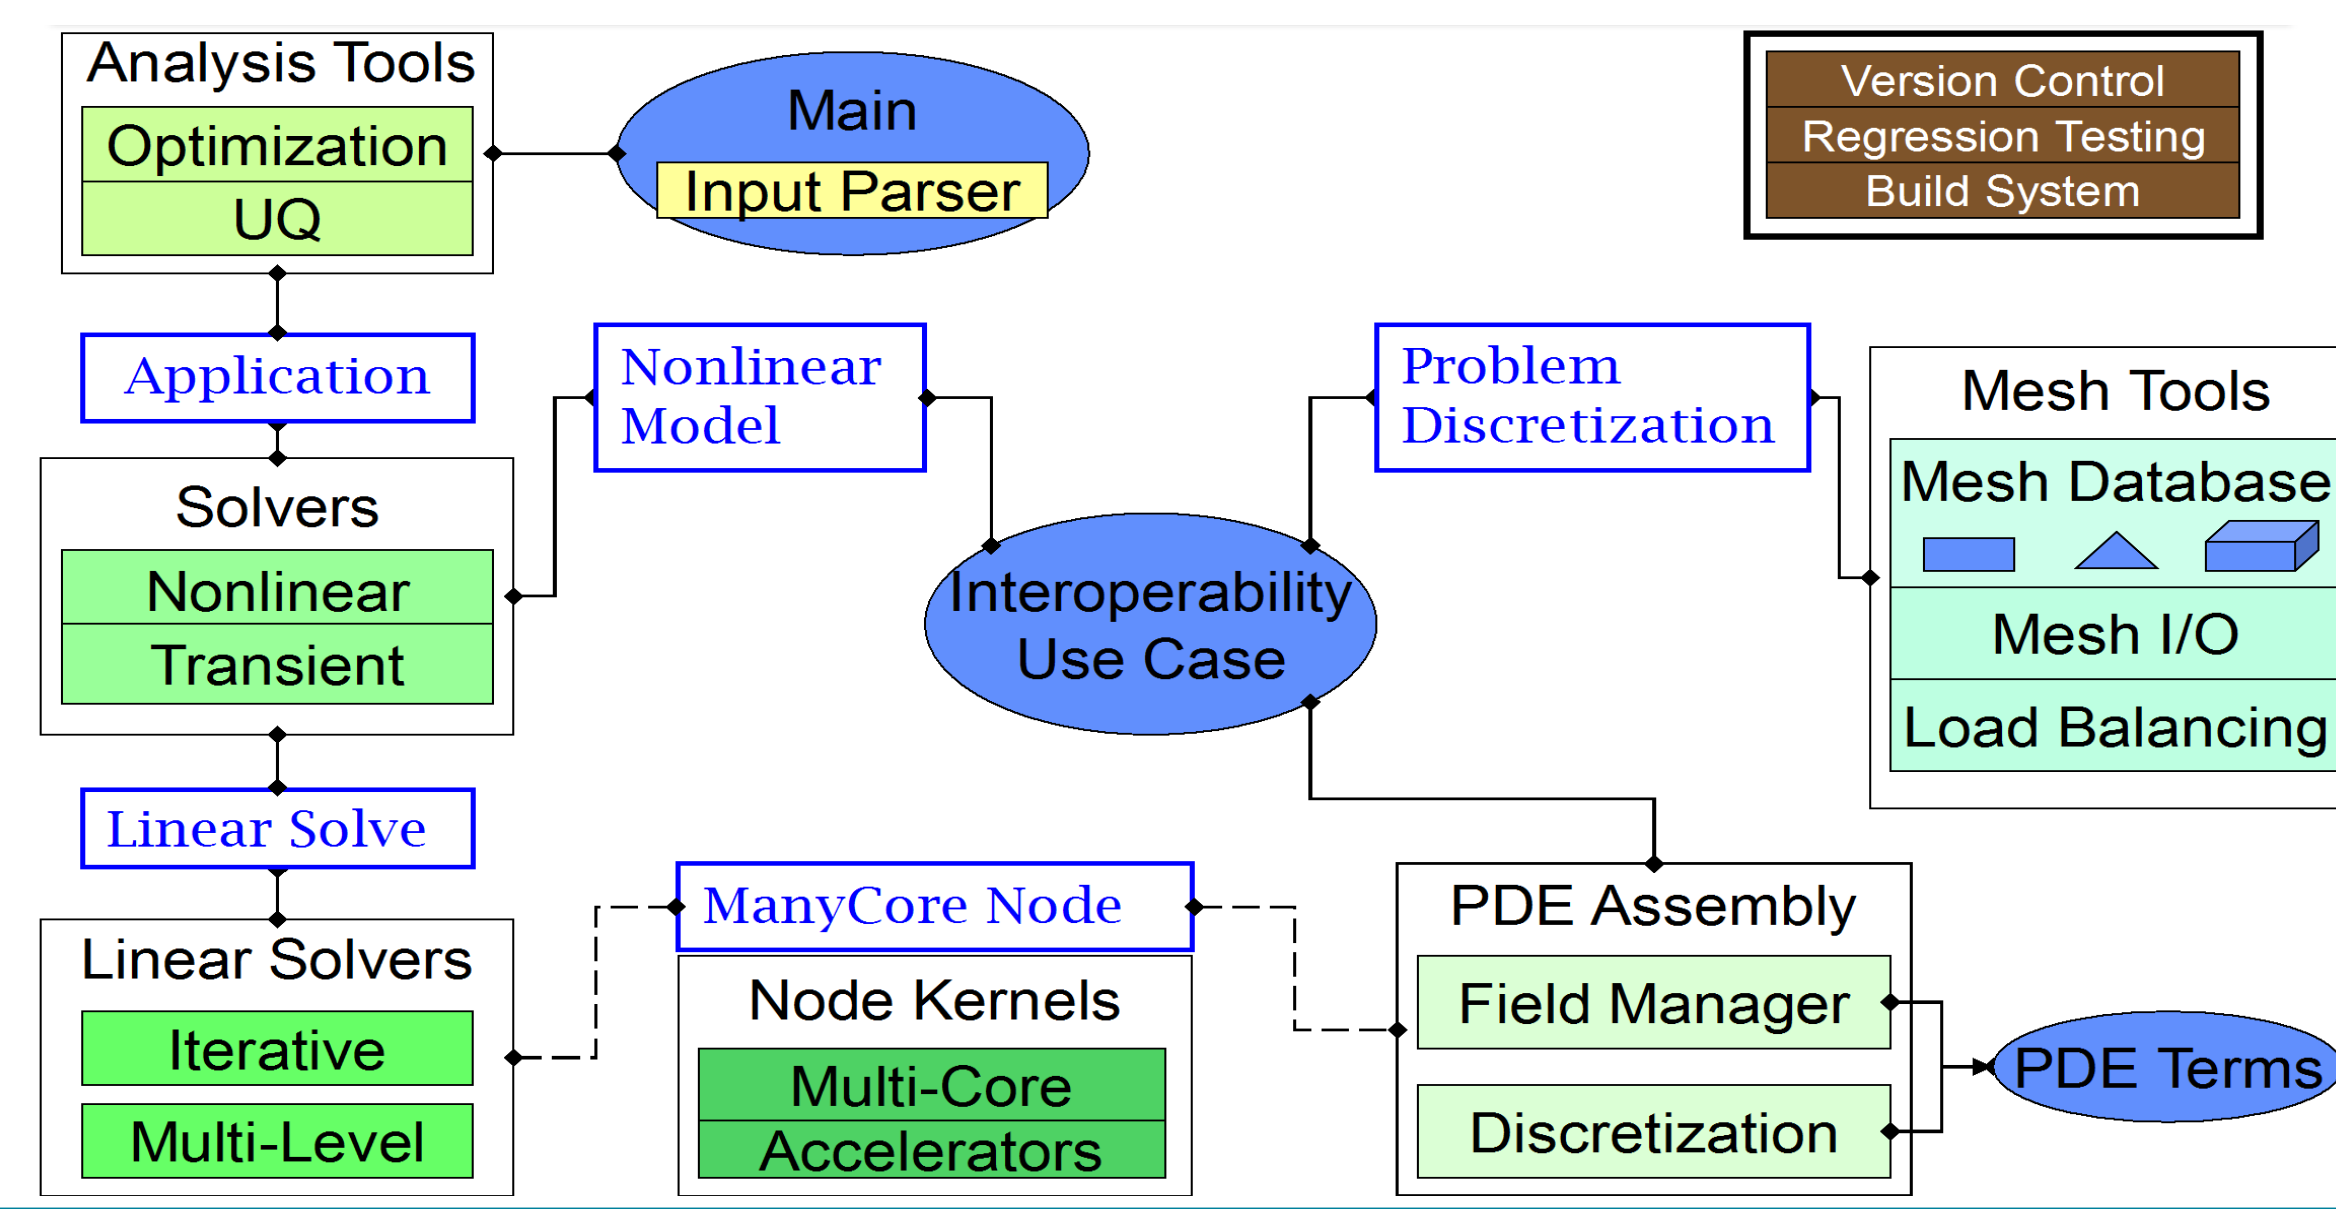 Analysis Tools
Optimization
UQ
Main
Input Parser
Version Control
Regression Testing
Build System
Application
Nonlinear
Model
Problem
Discretization
Mesh Tools
Mesh Database
Mesh I/O
Load Balancing
Solvers
Nonlinear
Transient
Interoperability
Use Case
Linear Solve
Linear Solvers
Iterative
Multi-Level
ManyCore Node
Node Kernels
Multi-Core
Accelerators
PDE Assembly
Field Manager
Discretization
PDE Terms